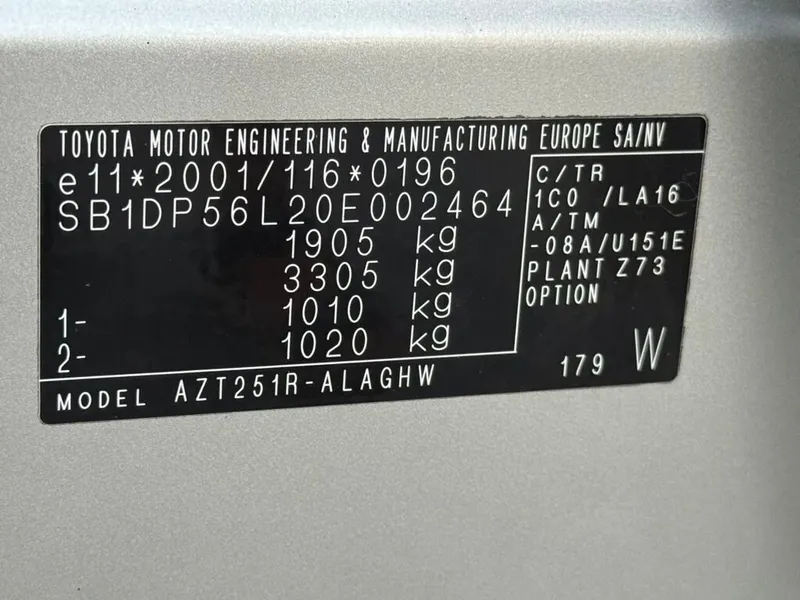 TOYOTA MOTOR ENGINEERING & MANUFACTURING EUROPE SA/NV
e11*2001/116*0196
SB1DP56L20E002464
1905 kg
3305 kg
1- 1010 kg
2- 1020 kg
C/TR
1C0 /LA16
A/TM
-08A/U151E
PLANT Z73
OPTION
179 W
MODEL AZT251R-ALAGHW